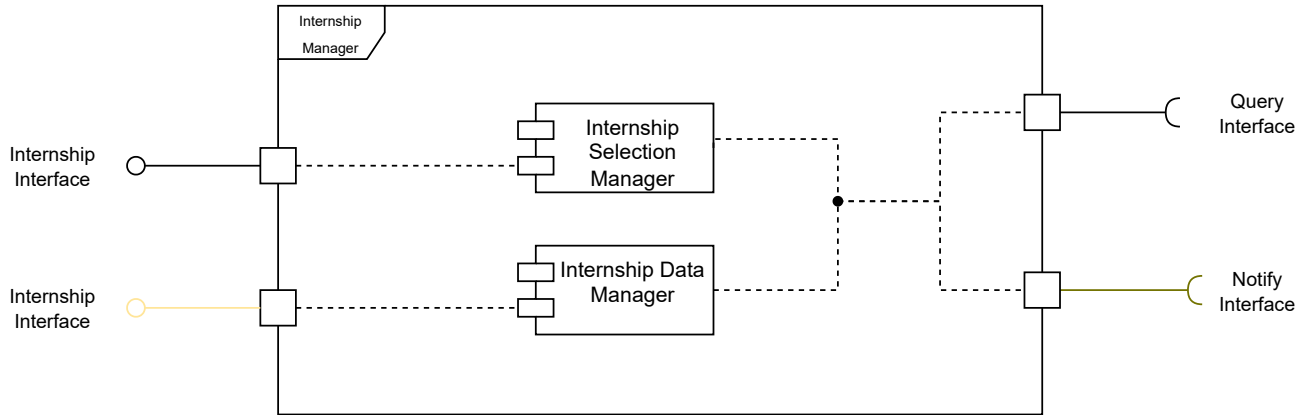 Internship
Manager
Internship
Interface
Internship
Selection
Manager
Query
Interface
Internship
Interface
Internship Data
Manager
Notify
Interface